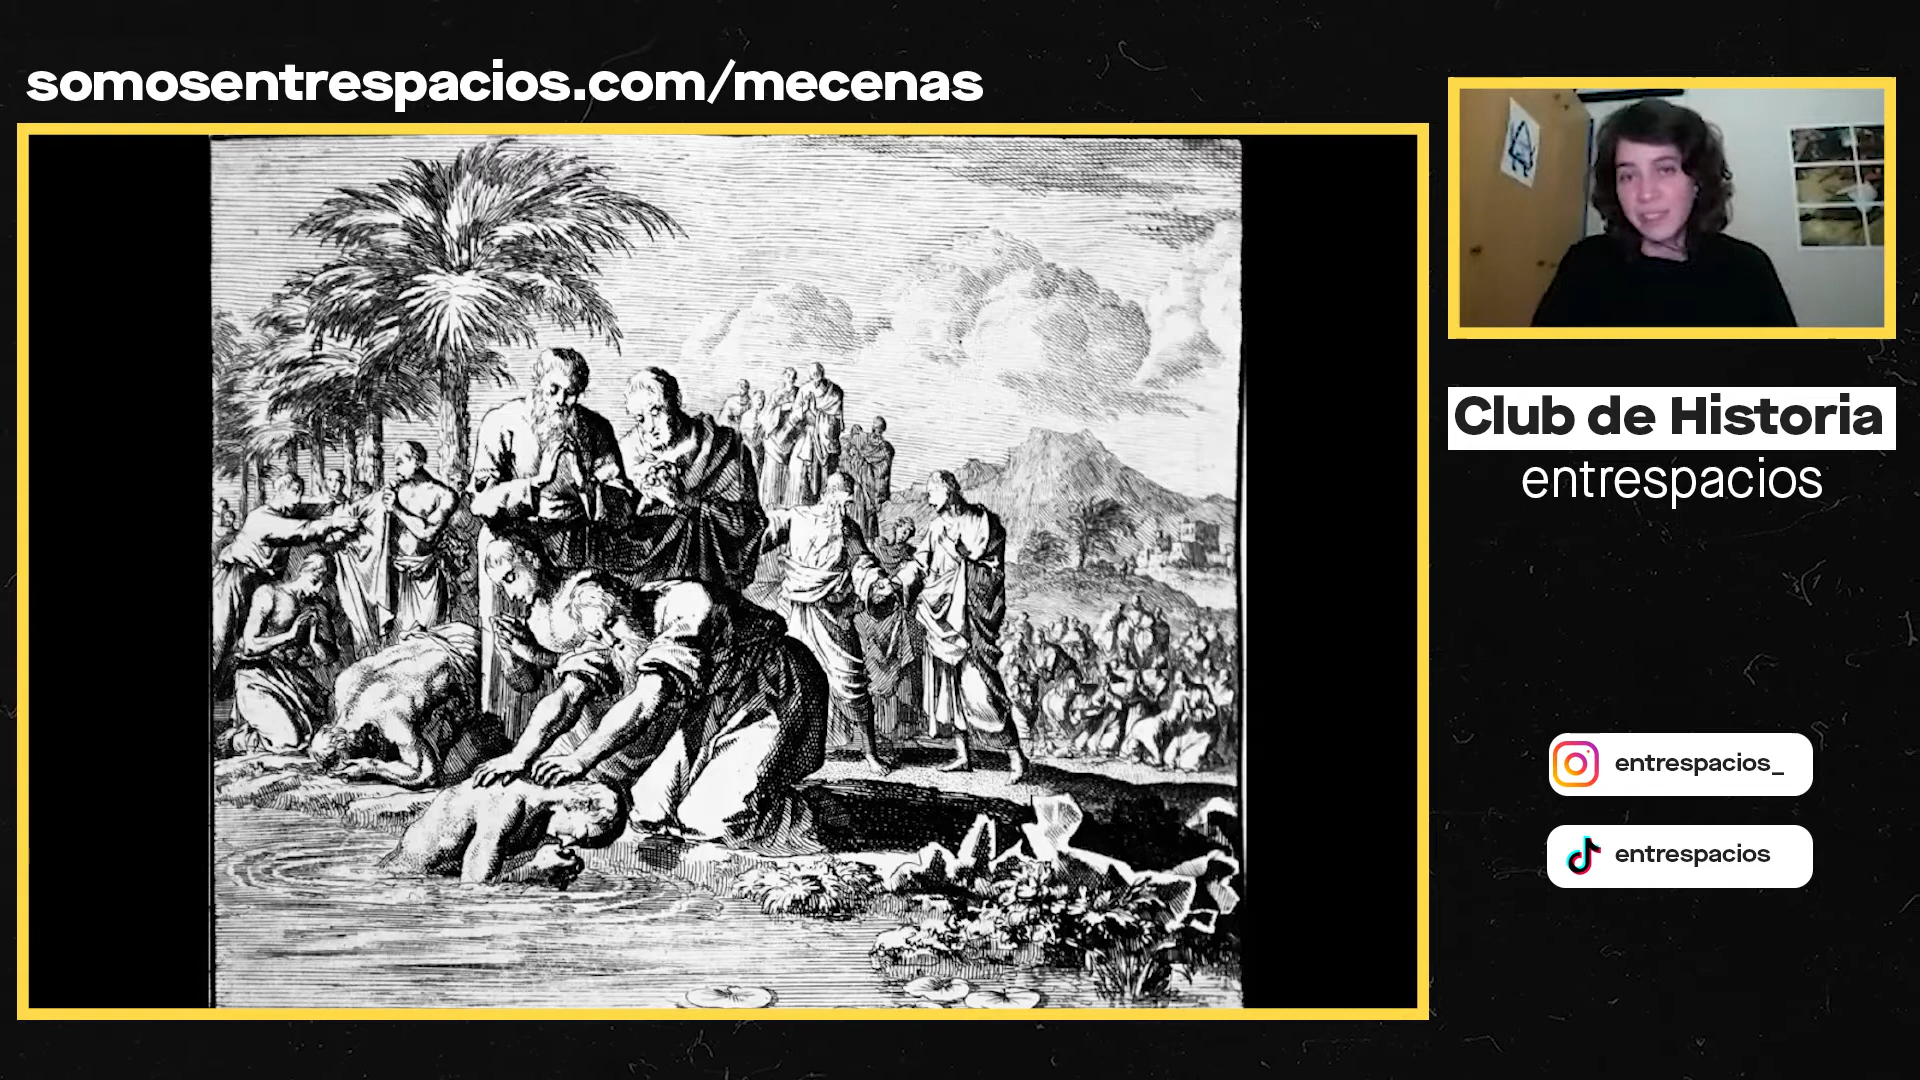 somosentrespacios.com/mecenas
Club de Historia
entrespacios
entrespacios_
entrespacios